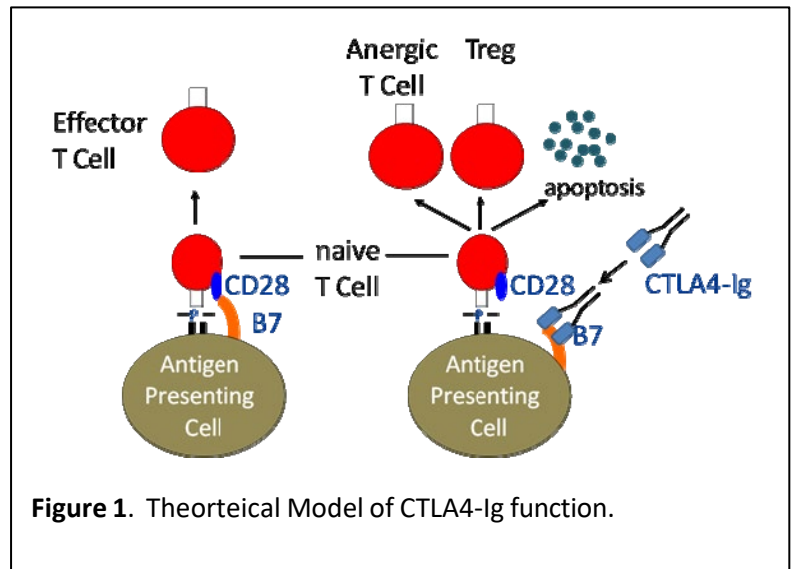 Anergic
T Cell
Treg
Effector
T Cell
apoptosis
naive
T Cell
CD28
B7
CD28
B7
CTLA4-Ig
P
P
Antigen
Presenting
Cell
Antigen
Presenting
Cell
Figure 1. Theorteical Model of CTLA4-Ig function.